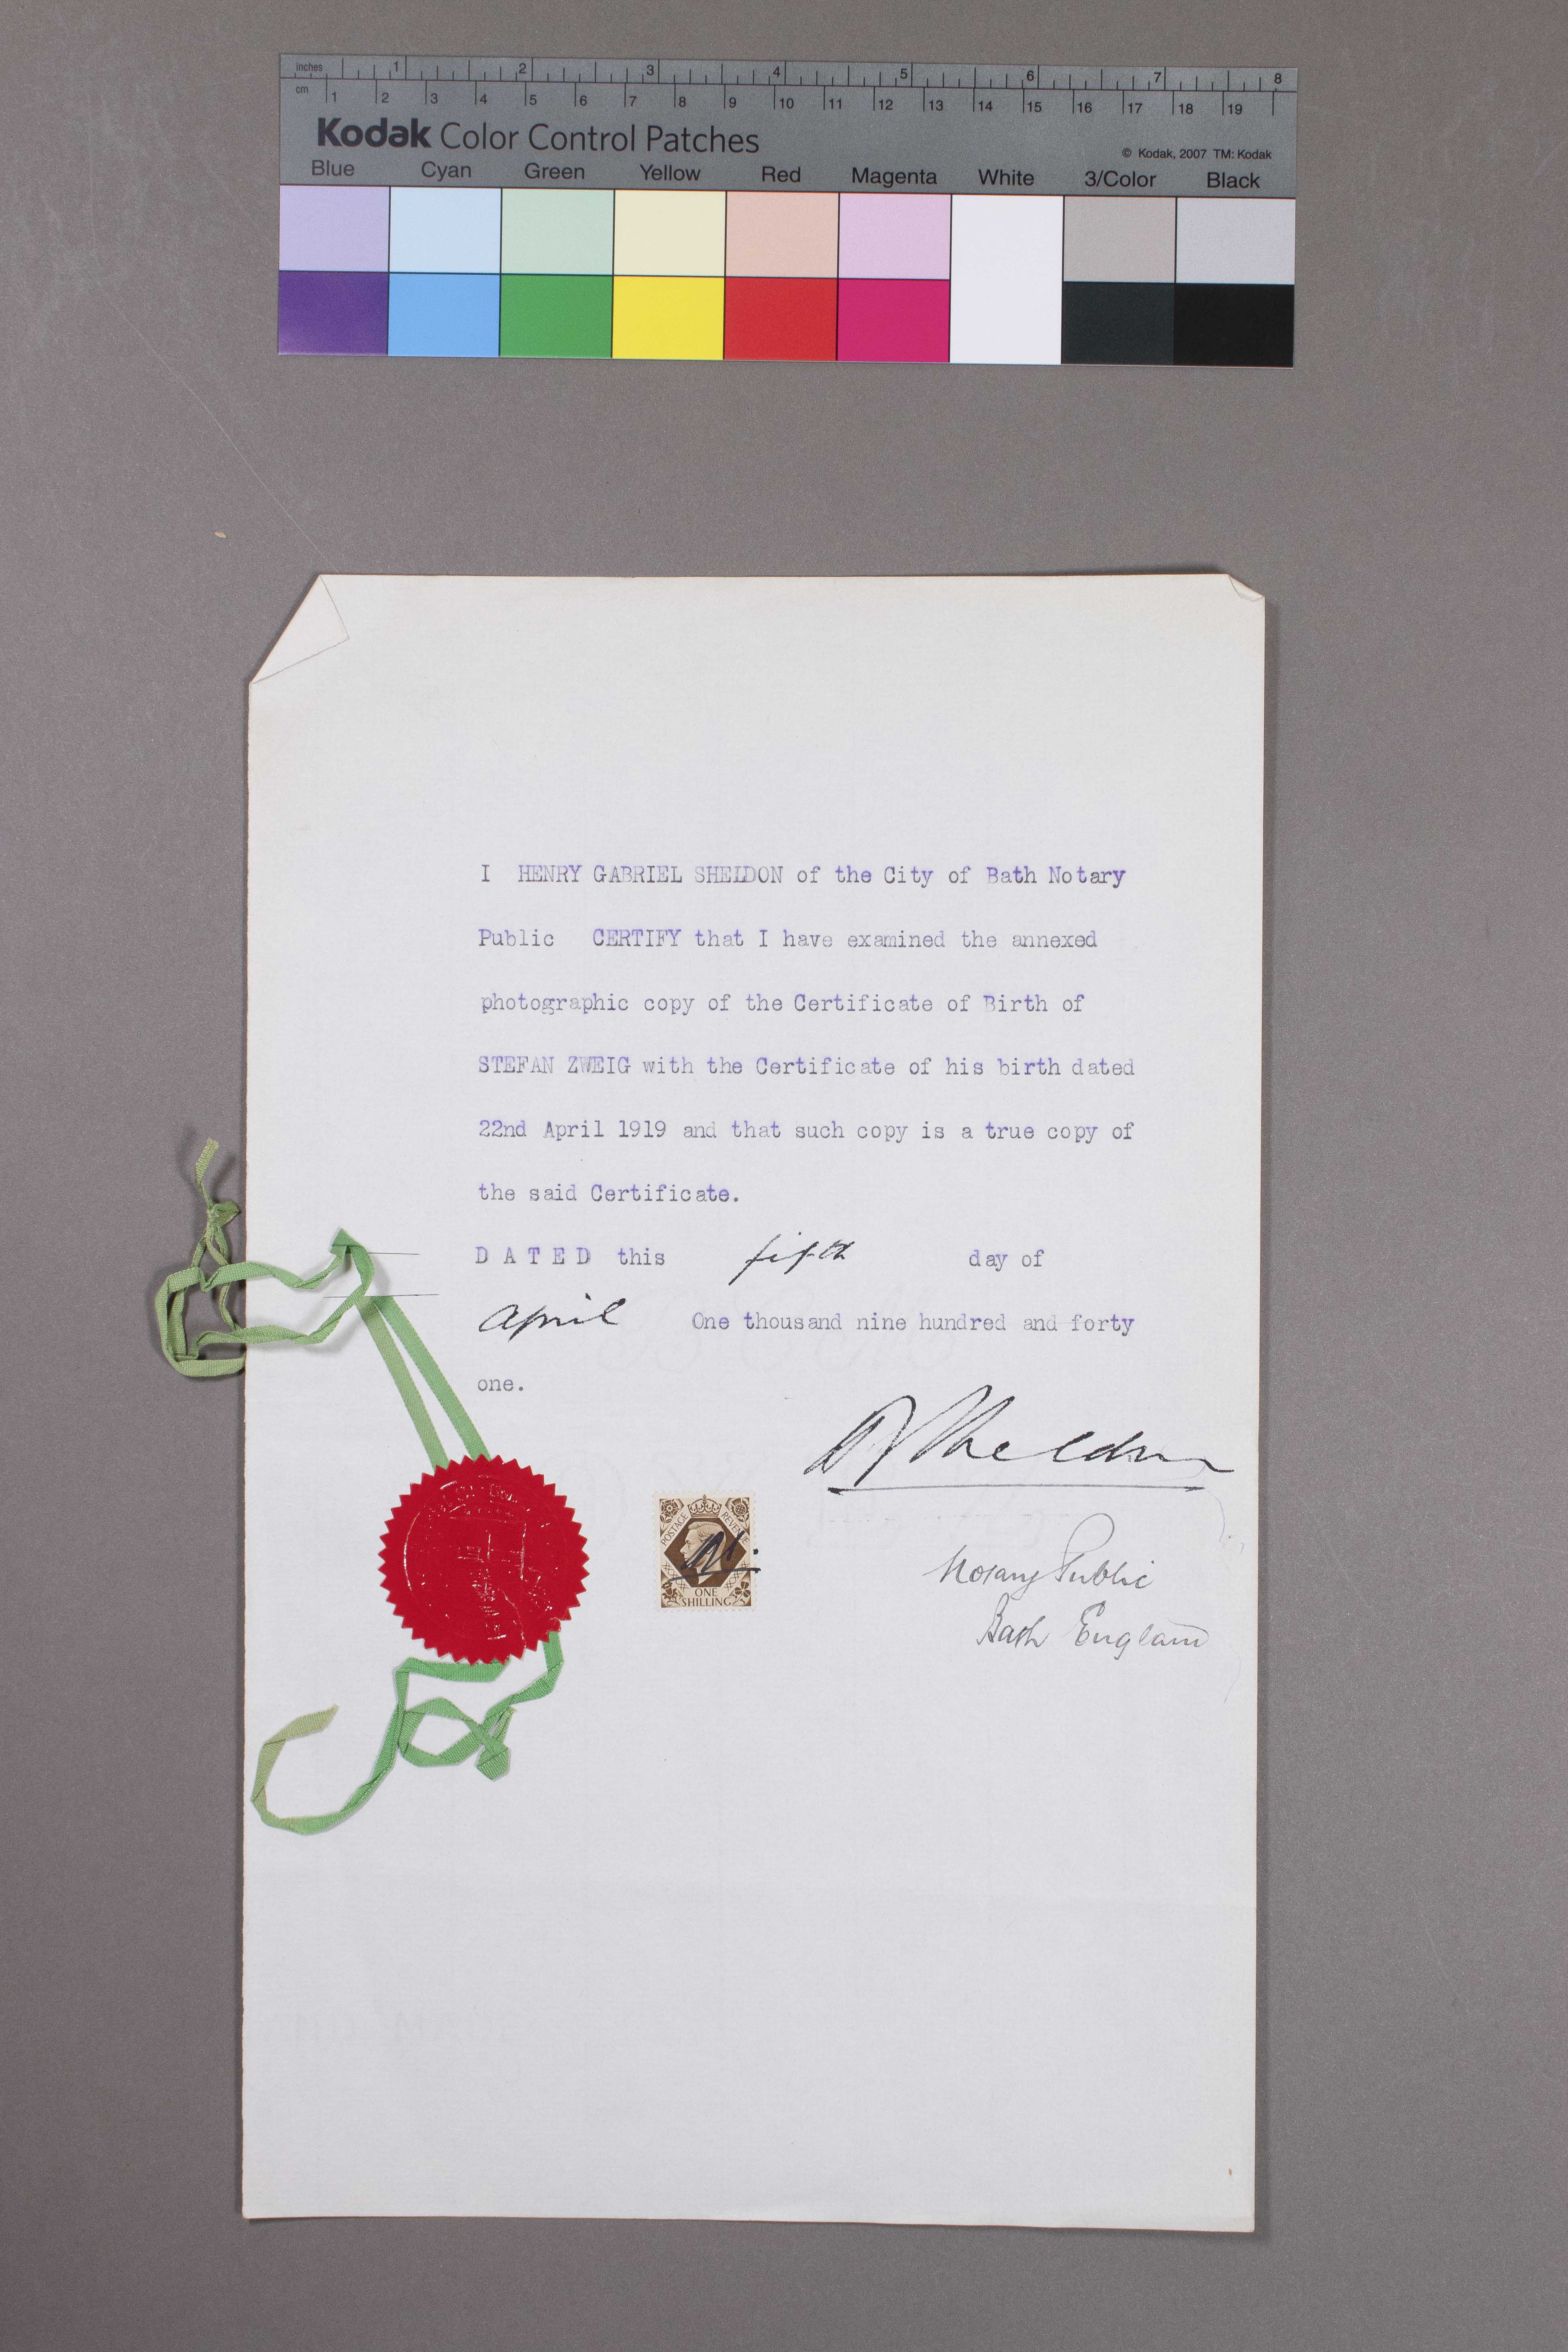 inches 1 2 3 4 5 6 7 8
cm 1 2 3 4 5 6 7 8 9 10 11 12 13 14 15 16 17 18 19
Kodak Color Control Patches
© Kodak, 2007 TM: Kodak
Blue Cyan Green Yellow Red Magenta White 3/Color Black
I HENRY GABRIEL SHELDON of the City of Bath Notary
Public CERTIFY that I have examined the annexed
photographic copy of the Certificate of Birth of
STEFAN ZWEIG with the Certificate of his birth dated
22nd April 1919 and that such copy is a true copy of
the said Certificate.
D A T E D this fifth day of
April One thousand nine hundred and forty
one.
Sheldon
POSTAGE REVENUE
ONE
SHILLING
Notary Public
Bath England